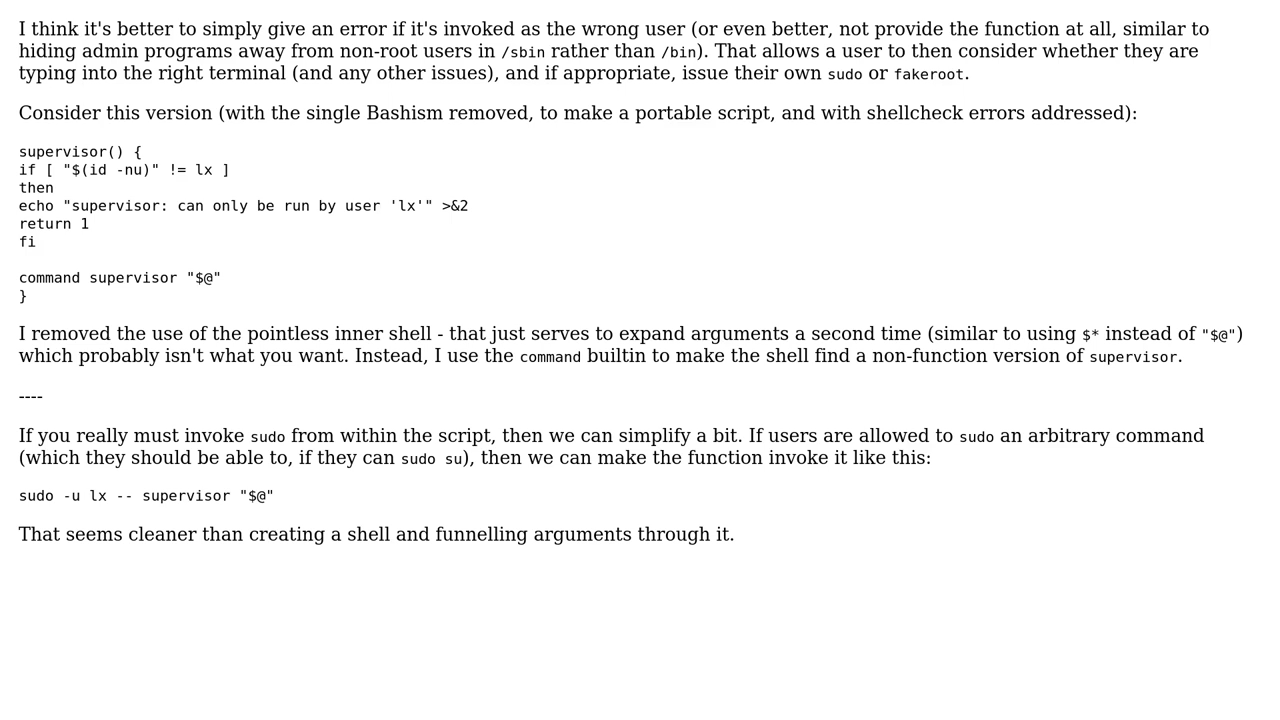 I think it's better to simply give an error if it's invoked as the wrong user (or even better, not provide the function at all, similar to
hiding admin programs away from non-root users in /sbin rather than /bin). That allows a user to then consider whether they are
typing into the right terminal (and any other issues), and if appropriate, issue their own sudo or fakeroot.
Consider this version (with the single Bashism removed, to make a portable script, and with shellcheck errors addressed):
supervisor() {
if [ "$(id -nu)" != lx ]
then
echo "supervisor: can only be run by user 'lx'" >&2
return 1
fi
command supervisor "$@"
}
I removed the use of the pointless inner shell - that just serves to expand arguments a second time (similar to using $* instead of "$@")
which probably isn't what you want. Instead, I use the command builtin to make the shell find a non-function version of supervisor.
----
If you really must invoke sudo from within the script, then we can simplify a bit. If users are allowed to sudo an arbitrary command
(which they should be able to, if they can sudo su), then we can make the function invoke it like this:
sudo -u lx -- supervisor "$@"
That seems cleaner than creating a shell and funnelling arguments through it.